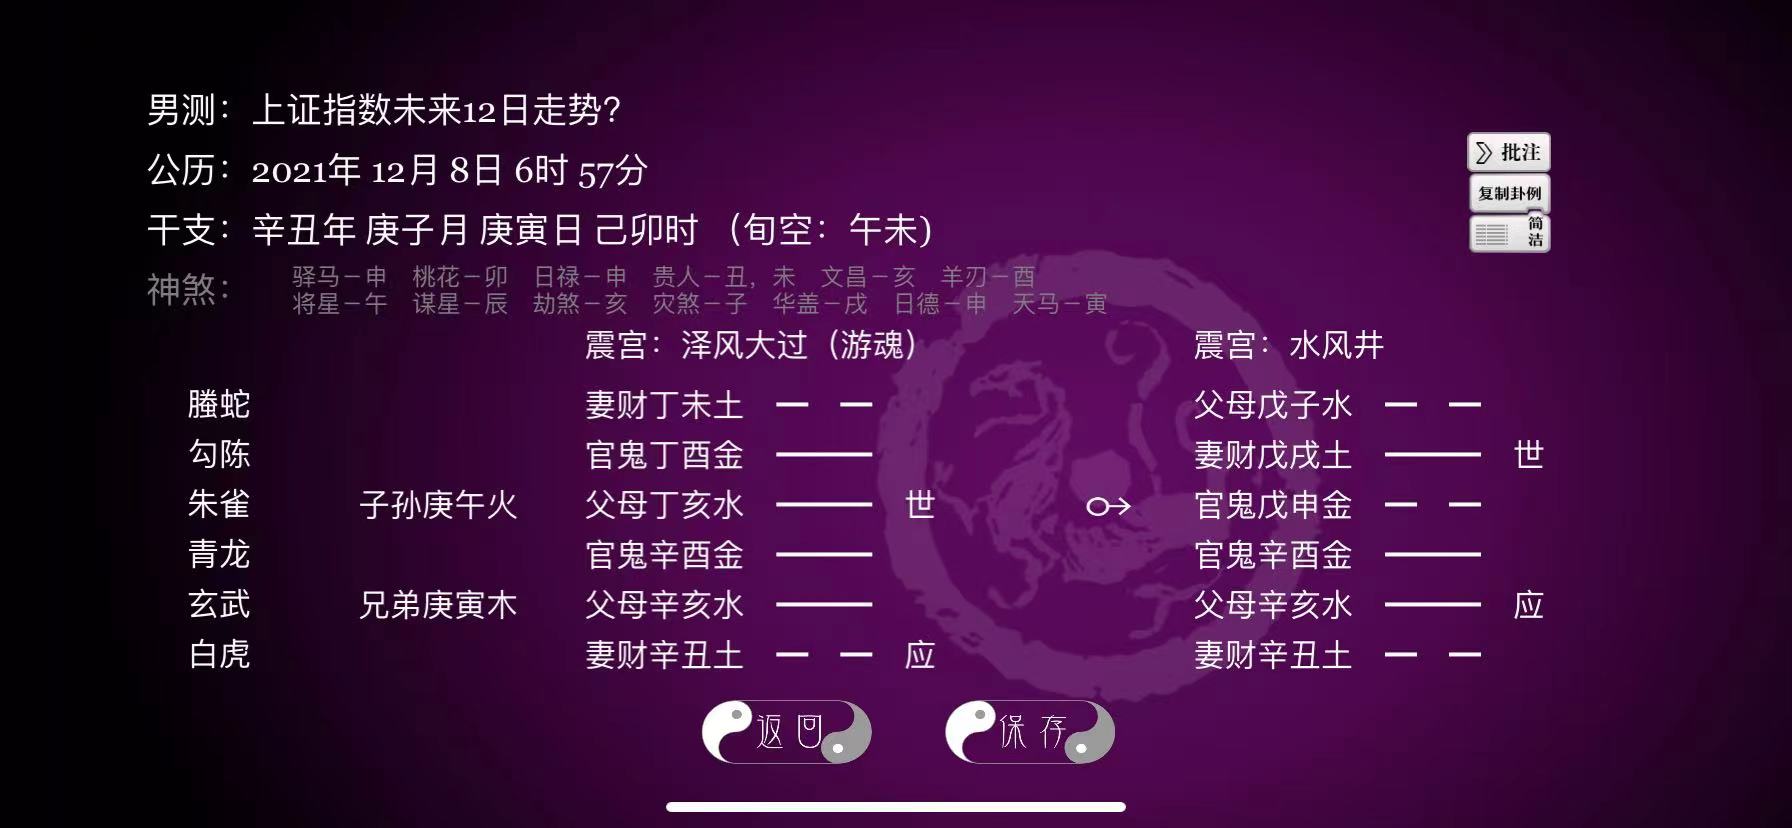 男测：上证指数未来12日走势?
公历：2021年 12月 8日 6时 57分
干支：辛丑年 庚子月 庚寅日 己卯时 （旬空：午未）
神煞：
驿马－申 桃花－卯 日禄－申 贵人－丑，未 文昌－亥 羊刃－酉
将星－午 谋星－辰 劫煞－亥 灾煞－子 华盖－戌 日德－申 天马－寅
批注
复制卦例
简洁
震宫：泽风大过（游魂） 震宫：水风井
螣蛇 妻财丁未土 父母戊子水
勾陈 官鬼丁酉金 妻财戊戌土 世
朱雀 子孙庚午火 父母丁亥水 世 官鬼戊申金
青龙 官鬼辛酉金 官鬼辛酉金
玄武 兄弟庚寅木 父母辛亥水 父母辛亥水 应
白虎 妻财辛丑土 应 妻财辛丑土
返回 保存